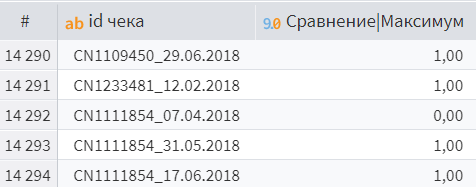 # ab id чека 9.0 Сравнение|Максимум
14 290 CN1109450_29.06.2018 1,00
14 291 CN1233481_12.02.2018 1,00
14 292 CN1111854_07.04.2018 0,00
14 293 CN1111854_31.05.2018 1,00
14 294 CN1111854_17.06.2018 1,00